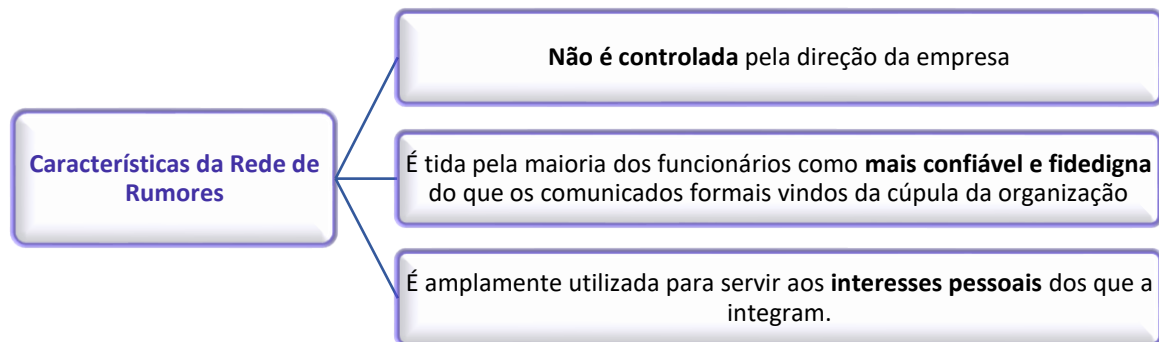 Não é controlada pela direção da empresa
Características da Rede de
Rumores
É tida pela maioria dos funcionários como mais confiável e fidedigna
do que os comunicados formais vindos da cúpula da organização
É amplamente utilizada para servir aos interesses pessoais dos que a
integram.